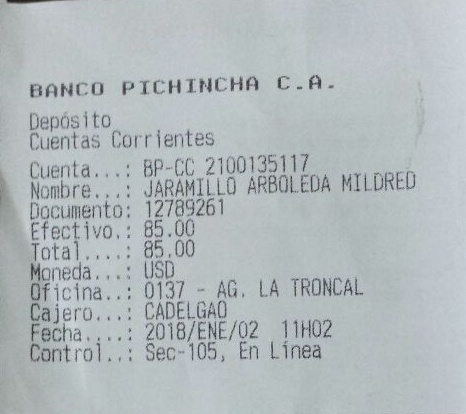 BANCO PICHINCHA C.A.
Depósito
Cuentas Corrientes
Cuenta...: BP-CC 2100135117
Nombre...: JARAMILLO ARBOLEDA MILDRED
Documento: 12789261
Efectivo.: 85.00
Total....: 85.00
Moneda...: USD
Oficina..: 0137 - AG. LA TRONCAL
Cajero...: CADELGAO
Fecha....: 2018/ENE/02 11H02
Control..: Sec-105, En Línea